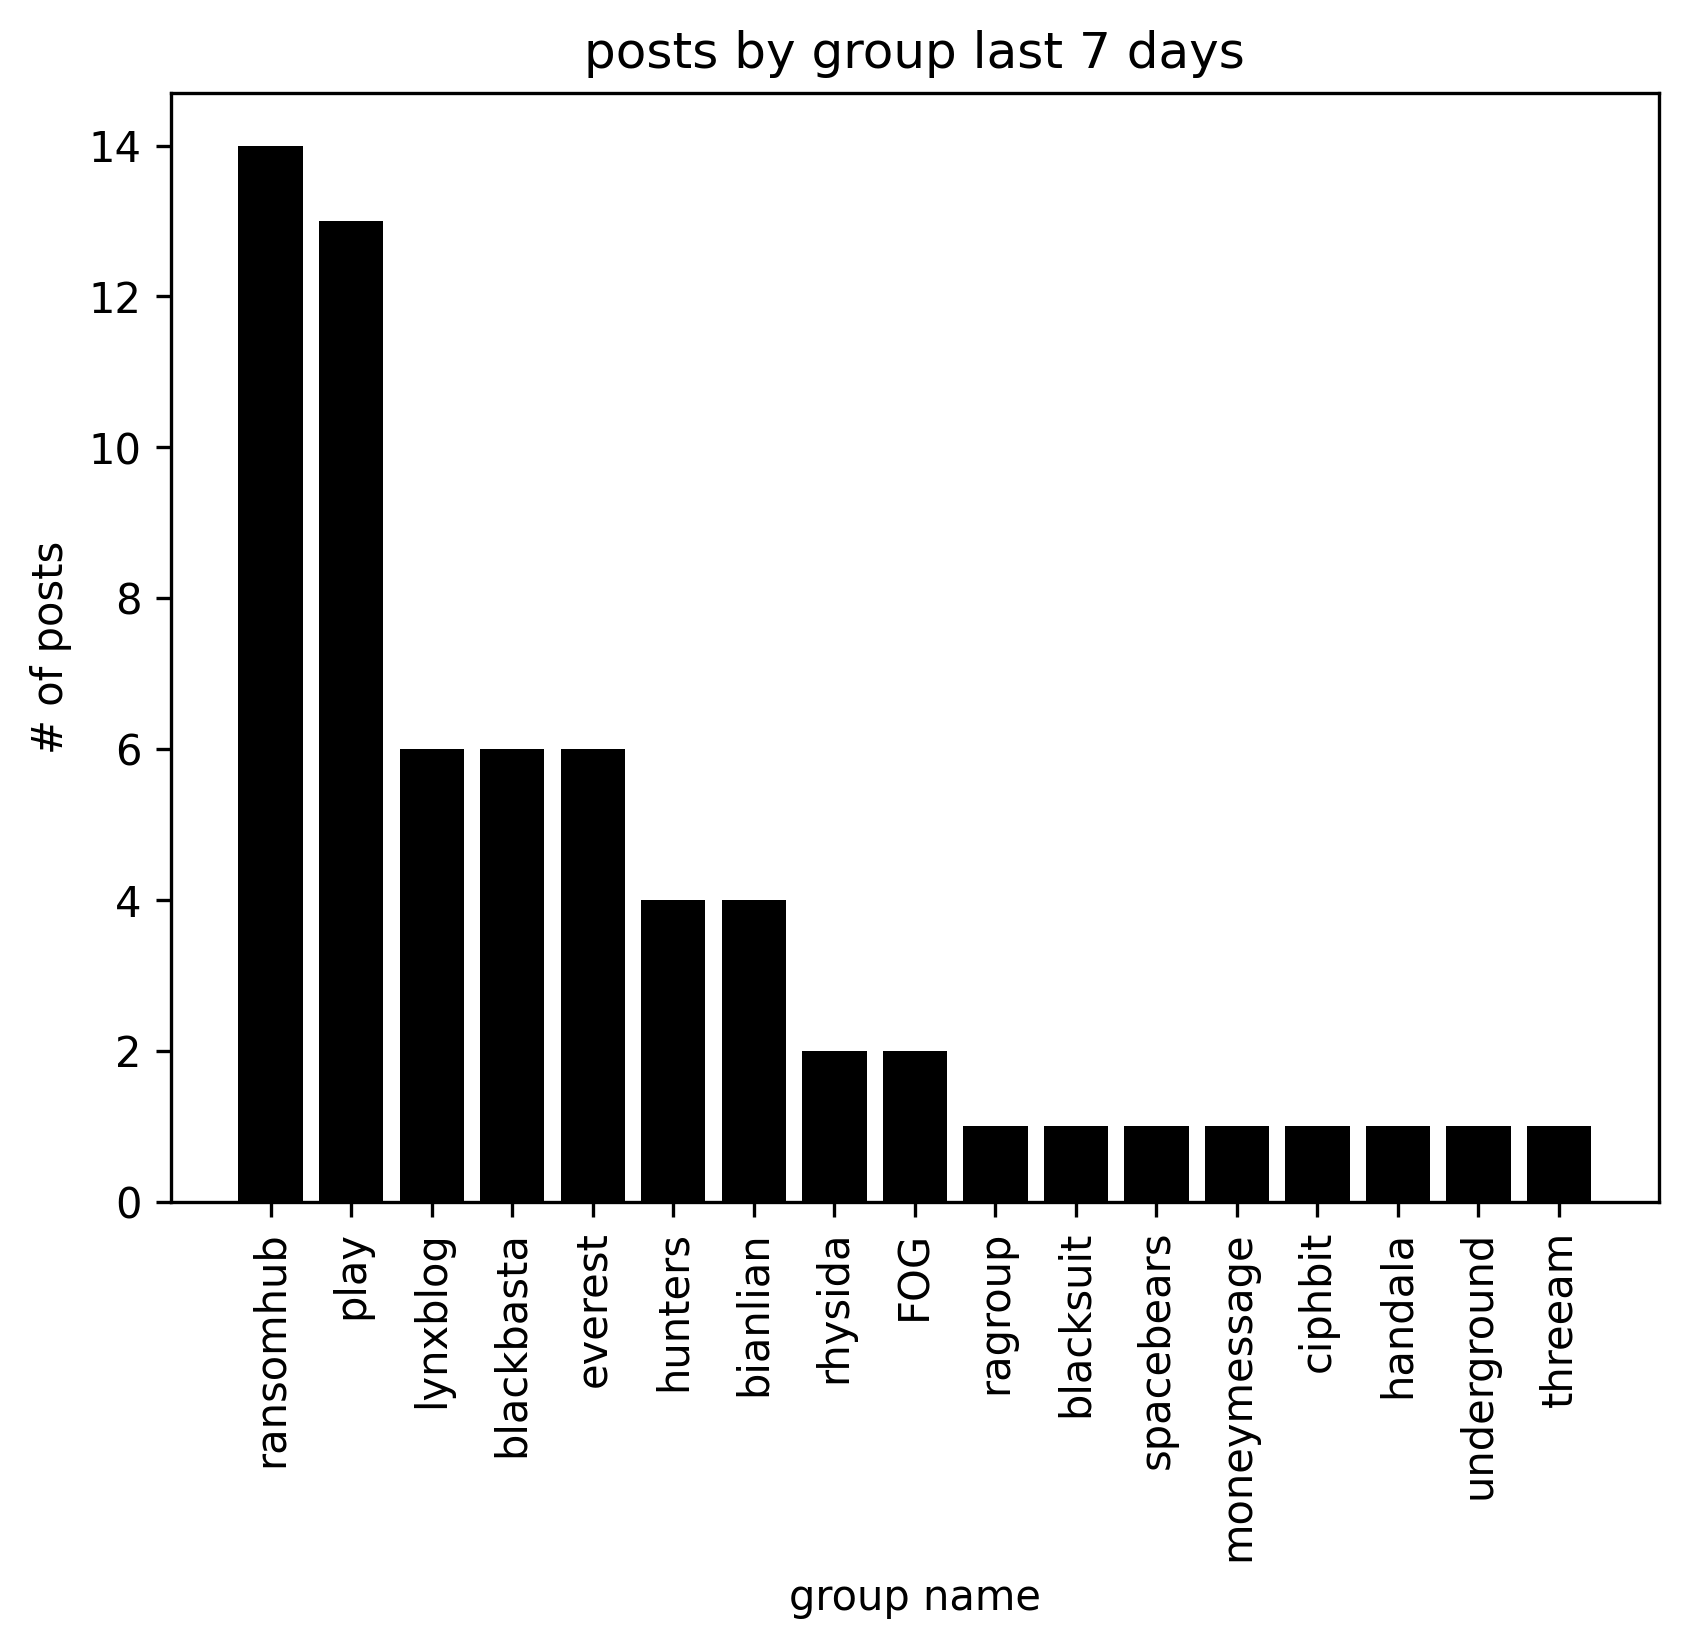 posts by group last 7 days
14
12
10
8
6
4
2
0
# of posts
ransomhub
play
lynxblog
blackbasta
everest
hunters
bianlian
rhysida
FOG
ragroup
blacksuit
spacebears
moneymessage
ciphbit
handala
underground
threeam
group name